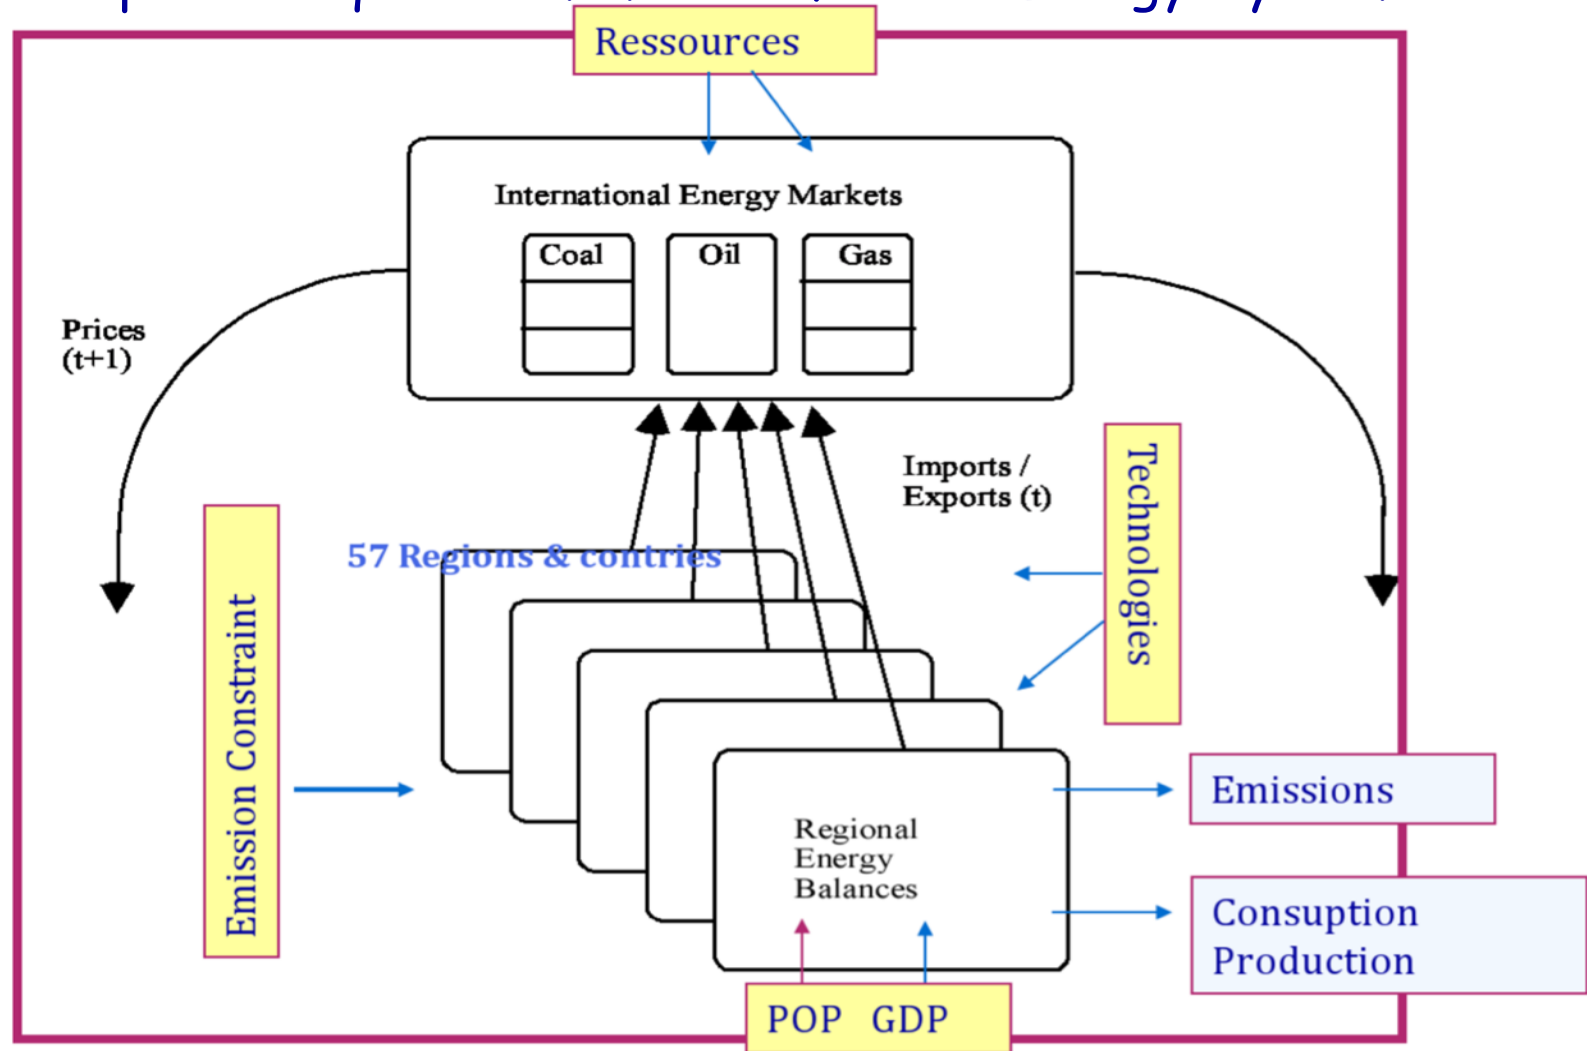 Ressources
International Energy Markets
Coal
Oil
Gas
Prices
(t+1)
Imports /
Exports (t)
Technologies
57 Regions & contries
Emission Constraint
Regional
Energy
Balances
Emissions
Consuption
Production
POP GDP